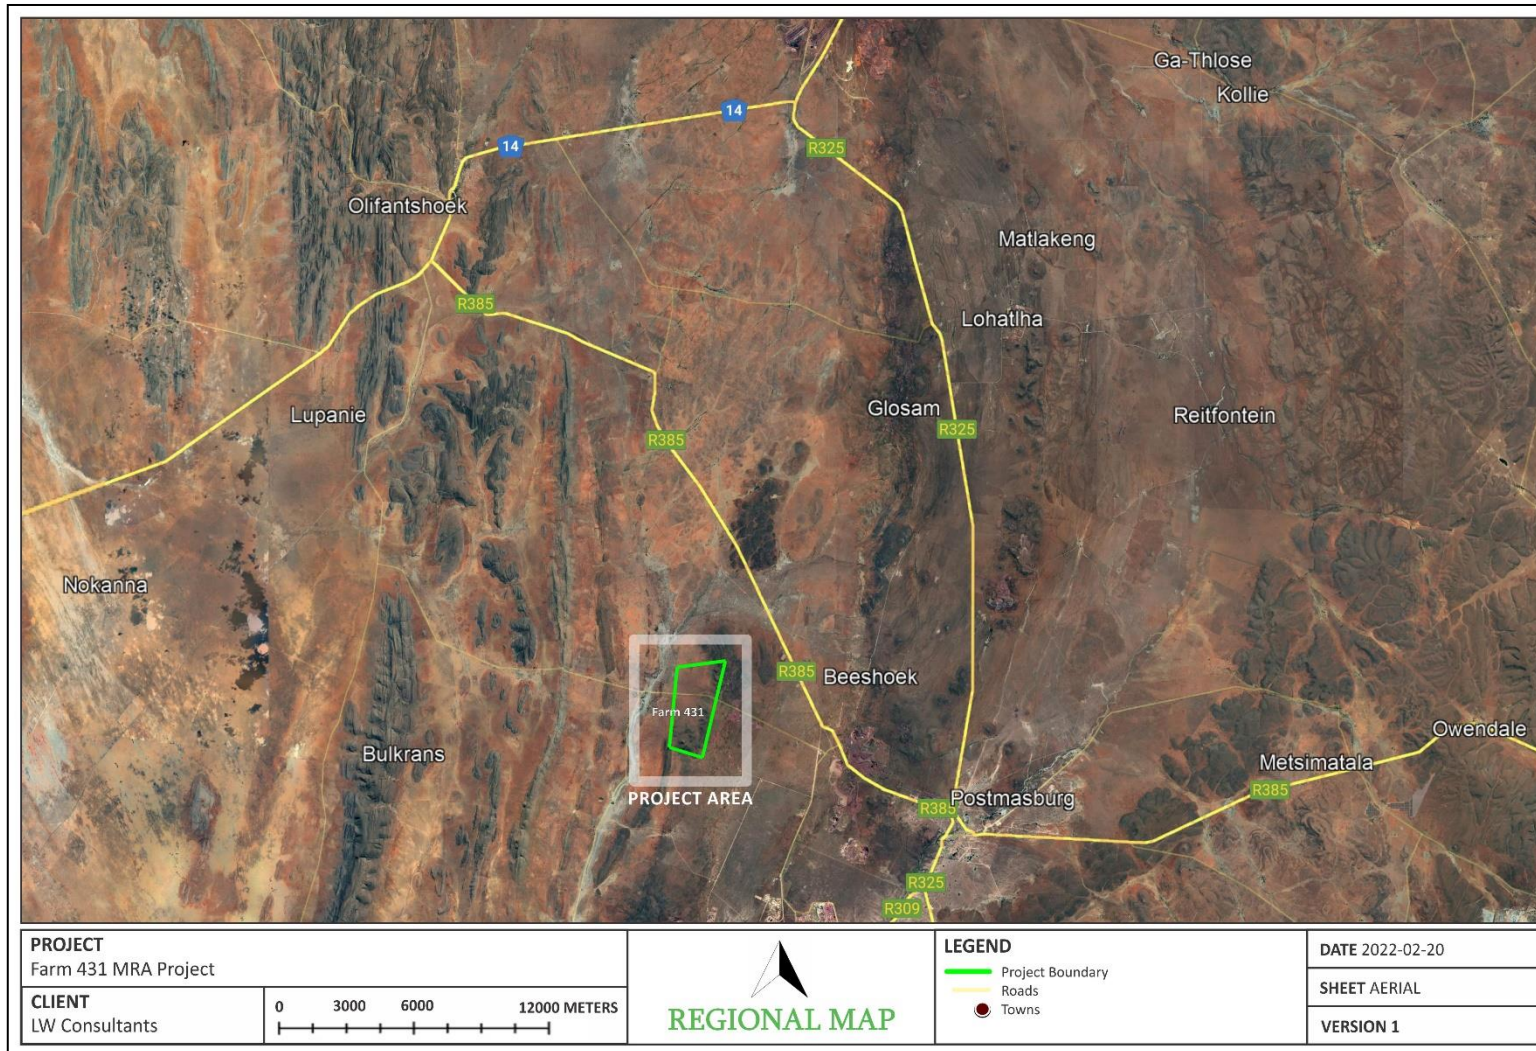 Ga-Thlose
Kollie
14
14
R325
Olifantshoek
Matlakeng
R385
Lohatlha
Lupanie
Glosam
Reitfontein
R325
R385
Nokanna
R385
Beeshoek
Farm 431
Owendale
Bulkrans
Metsimatala
R385
PROJECT AREA
Postmasburg
R385
R325
R309
PROJECT
Farm 431 MRA Project
CLIENT
LW Consultants
0 3000 6000 12000 METERS
REGIONAL MAP
LEGEND
Project Boundary
Roads
Towns
DATE 2022-02-20
SHEET AERIAL
VERSION 1